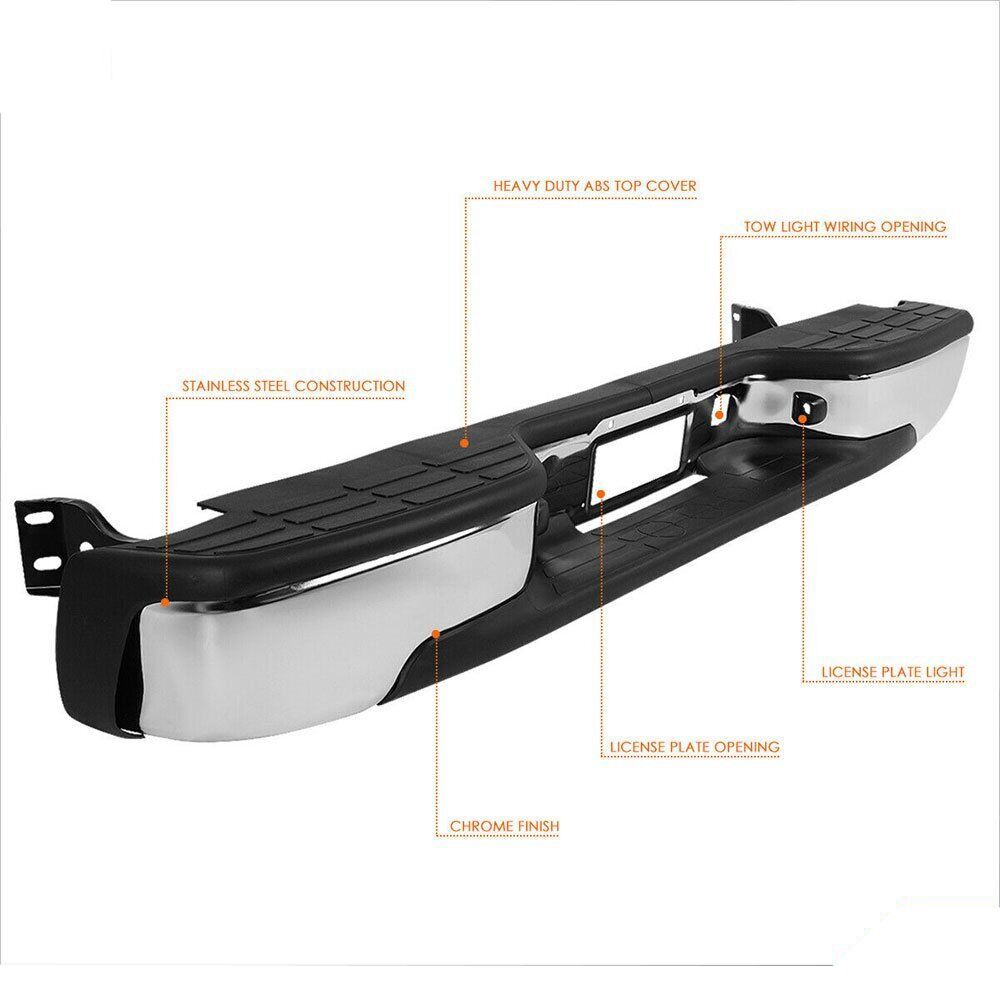 HEAVY DUTY ABS TOP COVER
TOW LIGHT WIRING OPENING
STAINLESS STEEL CONSTRUCTION
LICENSE PLATE LIGHT
LICENSE PLATE OPENING
CHROME FINISH